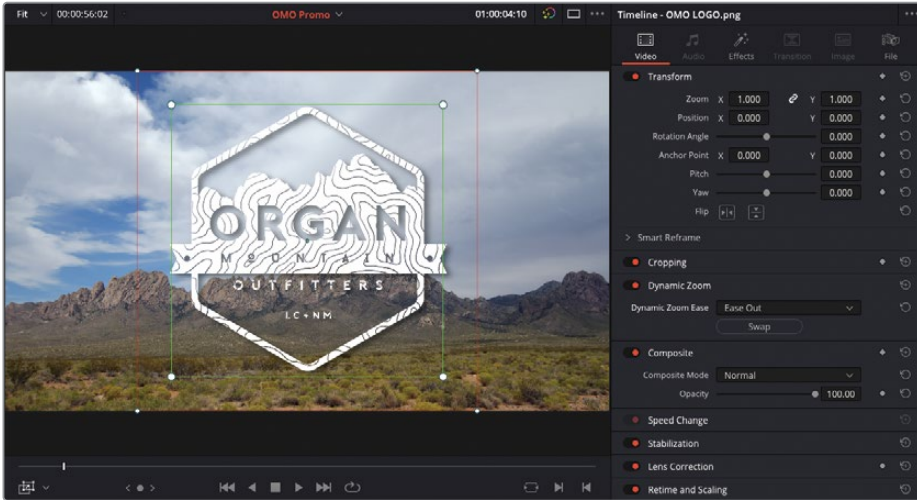 Fit
00:00:56:02
OMO Promo
01:00:04:10
Timeline - OMO LOGO.png
Video
Audio
Effects
Transition
Image
File
Transform
Zoom X 1.000 Y 1.000
Position X 0.000 Y 0.000
Rotation Angle 0.000
Anchor Point X 0.000 Y 0.000
Pitch 0.000
Yaw 0.000
Flip
Smart Reframe
Cropping
Dynamic Zoom
Dynamic Zoom Ease Ease Out
Swap
Composite
Composite Mode Normal
Opacity 100.00
Speed Change
Stabilization
Lens Correction
Retime and Scaling
ORGAN
MOUNTAIN
OUTFITTERS
LC+NM